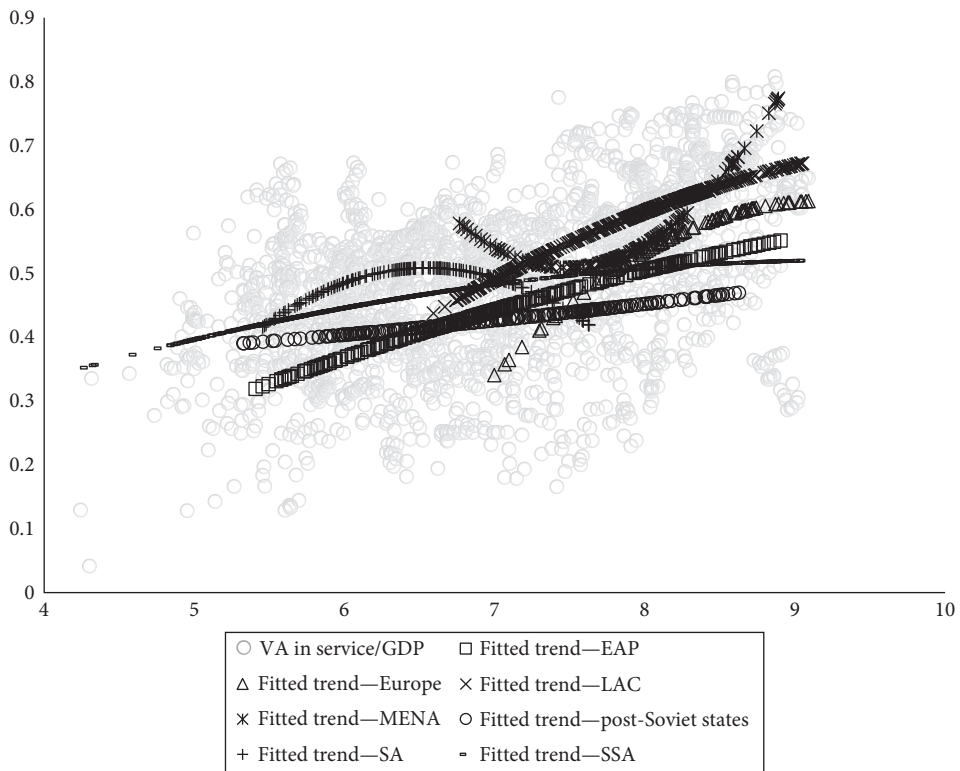 0.9
0.8
0.7
0.6
0.5
0.4
0.3
0.2
0.1
0
4 5 6 7 8 9 10
VA in service/GDP Fitted trend—EAP
Fitted trend—Europe Fitted trend—LAC
Fitted trend—MENA Fitted trend—post-Soviet states
Fitted trend—SA Fitted trend—SSA